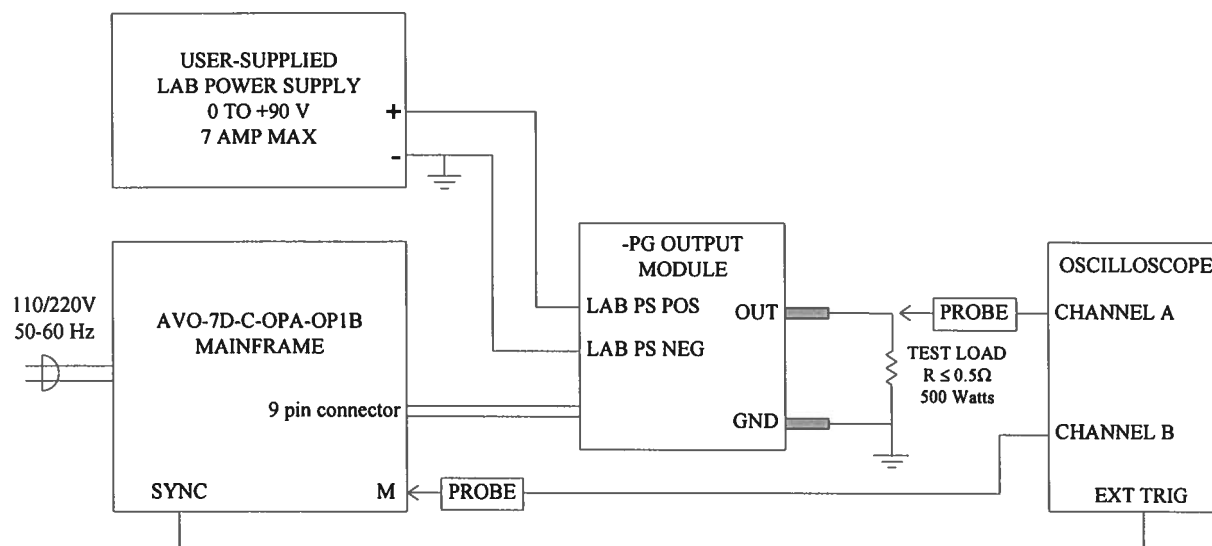 USER-SUPPLIED
LAB POWER SUPPLY
0 TO +90 V
7 AMP MAX
+
-
110/220V
50-60 Hz
AVO-7D-C-OPA-OP1B
MAINFRAME
9 pin connector
SYNC
M
PROBE
-PG OUTPUT
MODULE
LAB PS POS
LAB PS NEG
OUT
GND
TEST LOAD
R ≤ 0.5Ω
500 Watts
PROBE
OSCILLOSCOPE
CHANNEL A
CHANNEL B
EXT TRIG